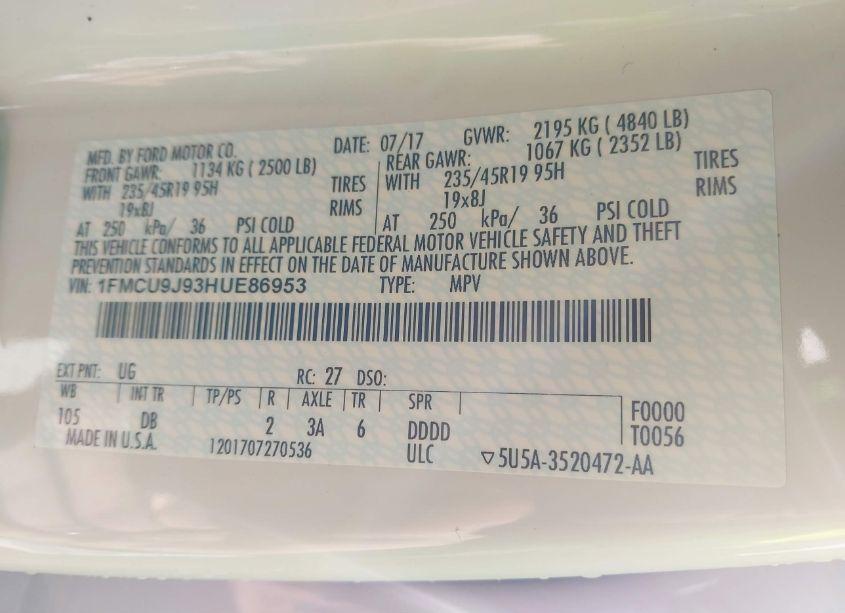 MFD. BY FORD MOTOR CO. DATE: 07/17 GVWR: 2195 KG ( 4840 LB)
FRONT GAWR: 1134 KG ( 2500 LB) REAR GAWR: 1067 KG ( 2352 LB)
WITH 235/45R19 95H TIRES WITH 235/45R19 95H TIRES
19x8J RIMS 19x8J RIMS
AT 250 kPa/ 36 PSI COLD AT 250 kPa/ 36 PSI COLD
THIS VEHICLE CONFORMS TO ALL APPLICABLE FEDERAL MOTOR VEHICLE SAFETY AND THEFT
PREVENTION STANDARDS IN EFFECT ON THE DATE OF MANUFACTURE SHOWN ABOVE.
VIN: 1FMCU9J93HUE86953 TYPE: MPV
EXT PNT: UG RC: 27 DSO:
WB INT TR TP/PS R AXLE TR SPR F0000
105 DB 2 3A 6 DDDD T0056
MADE IN U.S.A. 1201707270536 ULC ▽5U5A-3520472-AA